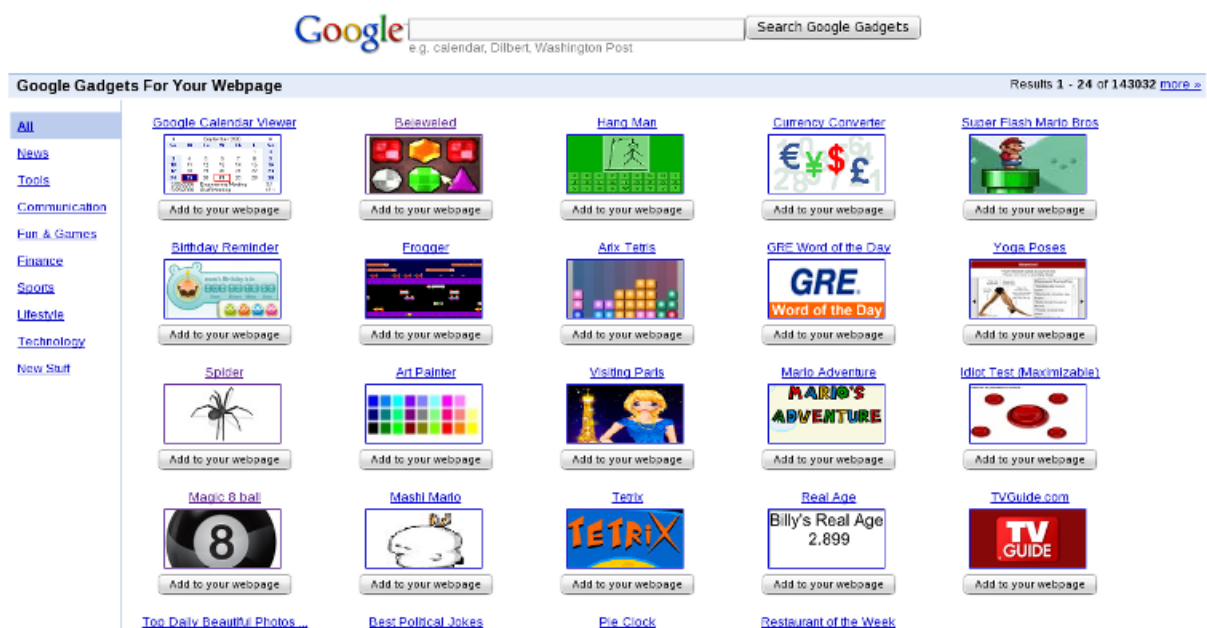 Google
Search Google Gadgets
e.g. calendar, Dilbert, Washington Post
Google Gadgets For Your Webpage
Results 1 - 24 of 143032 more »
All
News
Tools
Communication
Fun & Games
Finance
Sports
Lifestyle
Technology
New Stuff
Google Calendar Viewer
Bejeweled
Hang Man
Currency Converter
Super Flash Mario Bros
€ ¥ $ £
Add to your webpage
Add to your webpage
Add to your webpage
Add to your webpage
Add to your webpage
Birthday Reminder
Frogger
Arix Tetris
GRE Word of the Day
Yoga Poses
GRE
Word of the Day
Add to your webpage
Add to your webpage
Add to your webpage
Add to your webpage
Add to your webpage
Spider
Art Painter
Visiting Paris
Mario Adventure
Idiot Test (Maximizable)
MARIO'S
ADVENTURE
Add to your webpage
Add to your webpage
Add to your webpage
Add to your webpage
Add to your webpage
Magic 8 ball
Mashi Mario
Tetrix
Real Age
TVGuide.com
8
TETRiX
Billy's Real Age
2.899
TV
GUIDE
Add to your webpage
Add to your webpage
Add to your webpage
Add to your webpage
Add to your webpage
Top Daily Beautiful Photos ...
Best Political Jokes
Pie Clock
Restaurant of the Week